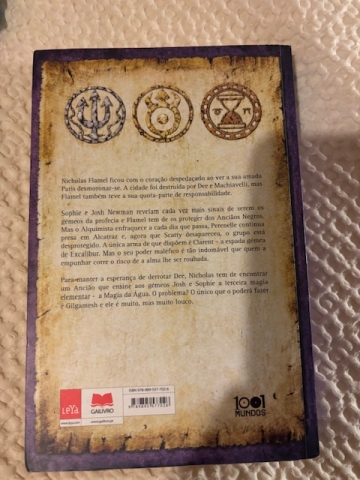 Nicholas Flamel ficou com o coração despedaçado ao ver a sua amada
Paris desmoronar-se. A cidade foi destruída por Dee e Machiavelli, mas
Flamel também teve a sua quota-parte de responsabilidade.
Sophie e Josh Newman revelam cada vez mais sinais de serem os
gémeos da profecia e Flamel tem de os proteger dos Anciãos Negros.
Mas o Alquimista enfraquece a cada dia que passa, Perenelle continua
presa em Alcatraz e, agora que Scatty desapareceu, o grupo está
desprotegido. A única arma de que dispõem é Clarent – a espada gémea
de Excalibur. Mas o seu poder maléfico é tão indomável que quem a
empunhar corre o risco de a alma lhe ser roubada.
Para manter a esperança de derrotar Dee, Nicholas tem de encontrar
um Ancião que ensine aos gémeos Josh e Sophie a terceira magia
elementar – a Magia da Água. O problema? O único que o poderá fazer
é Gilgamesh e ele é muito, mas muito louco.
LEYA
GAILIVRO
1001
MUNDOS